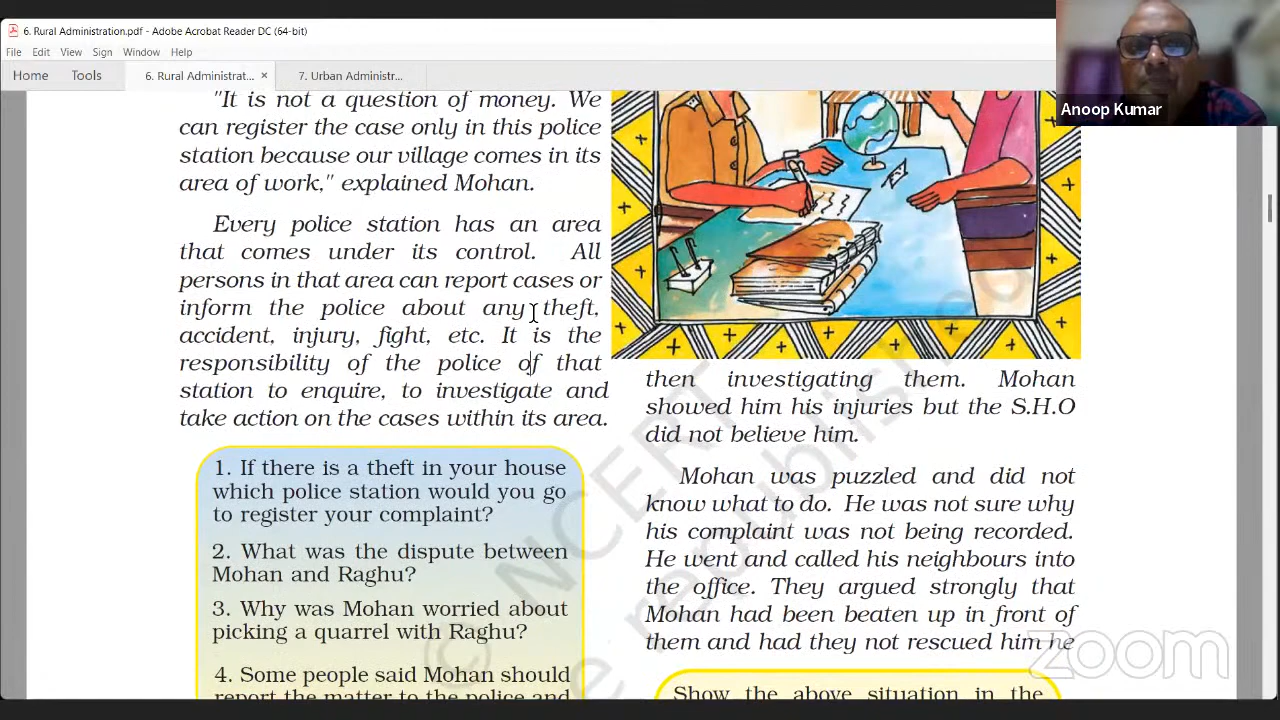 6. Rural Administration.pdf - Adobe Acrobat Reader DC (64-bit)
File Edit View Sign Window Help
Home Tools 6. Rural Administrat... × 7. Urban Administr...
Anoop Kumar
"It is not a question of money. We
can register the case only in this police
station because our village comes in its
area of work," explained Mohan.
Every police station has an area
that comes under its control. All
persons in that area can report cases or
inform the police about any theft,
accident, injury, fight, etc. It is the
responsibility of the police of that
station to enquire, to investigate and
take action on the cases within its area.
1. If there is a theft in your house
which police station would you go
to register your complaint?
2. What was the dispute between
Mohan and Raghu?
3. Why was Mohan worried about
picking a quarrel with Raghu?
4. Some people said Mohan should
report the matter to the police and
then investigating them. Mohan
showed him his injuries but the S.H.O
did not believe him.
Mohan was puzzled and did not
know what to do. He was not sure why
his complaint was not being recorded.
He went and called his neighbours into
the office. They argued strongly that
Mohan had been beaten up in front of
them and had they not rescued him he
Show the above situation in the
© NCERT
republish
zoom